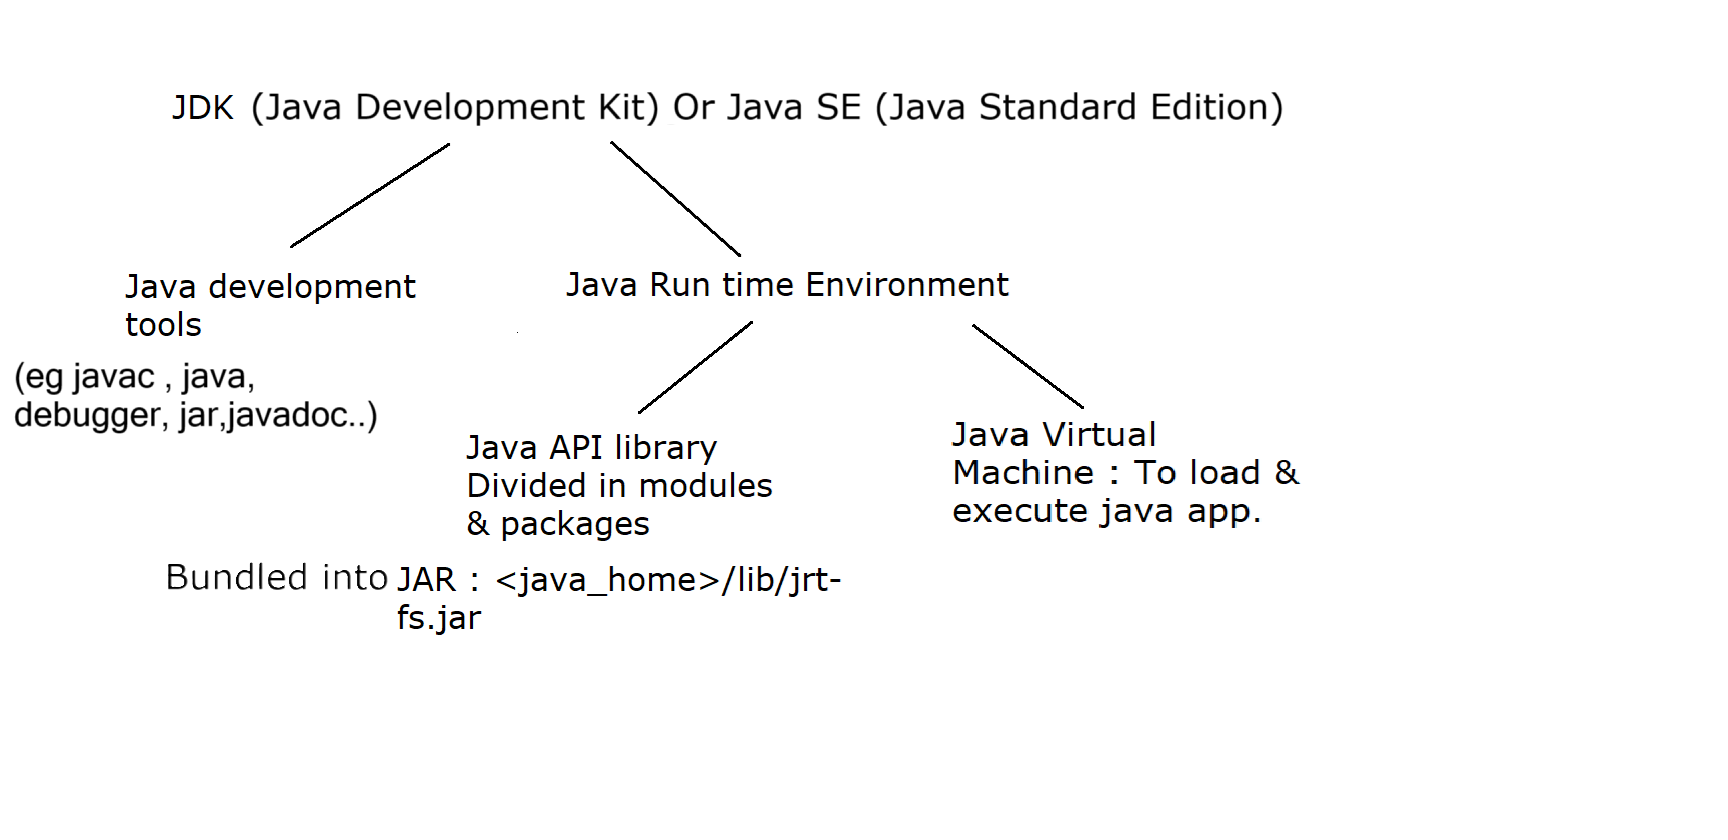 JDK (Java Development Kit) Or Java SE (Java Standard Edition)
Java development
tools
(eg javac , java,
debugger, jar,javadoc..)
Java Run time Environment
Java API library
Divided in modules
& packages
Java Virtual
Machine : To load &
execute java app.
Bundled into JAR : <java_home>/lib/jrt-
fs.jar